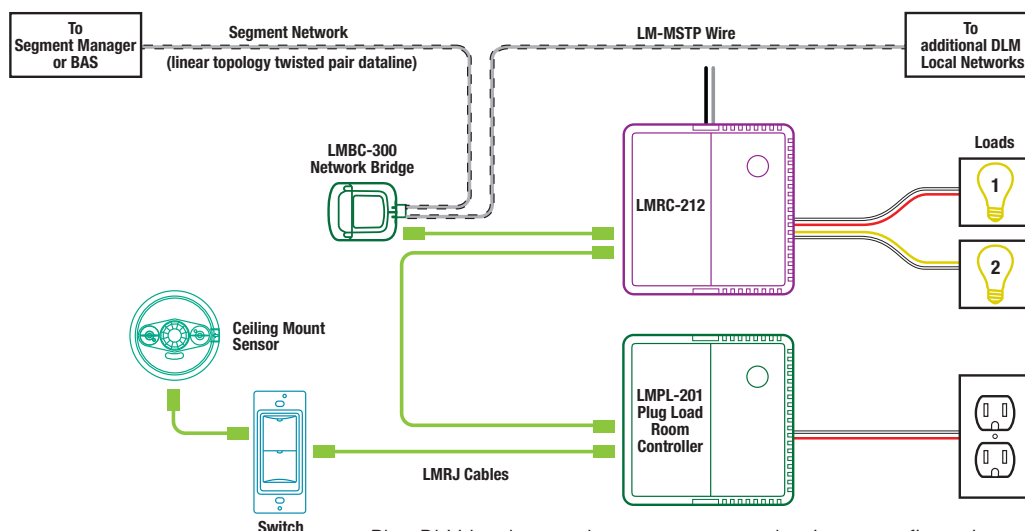 To
Segment Manager
or BAS
Segment Network
(linear topology twisted pair dataline)
LM-MSTP Wire
To
additional DLM
Local Networks
LMBC-300
Network Bridge
LMRC-212
Loads
1
2
Ceiling Mount
Sensor
LMPL-201
Plug Load
Room
Controller
LMRJ Cables
Switch